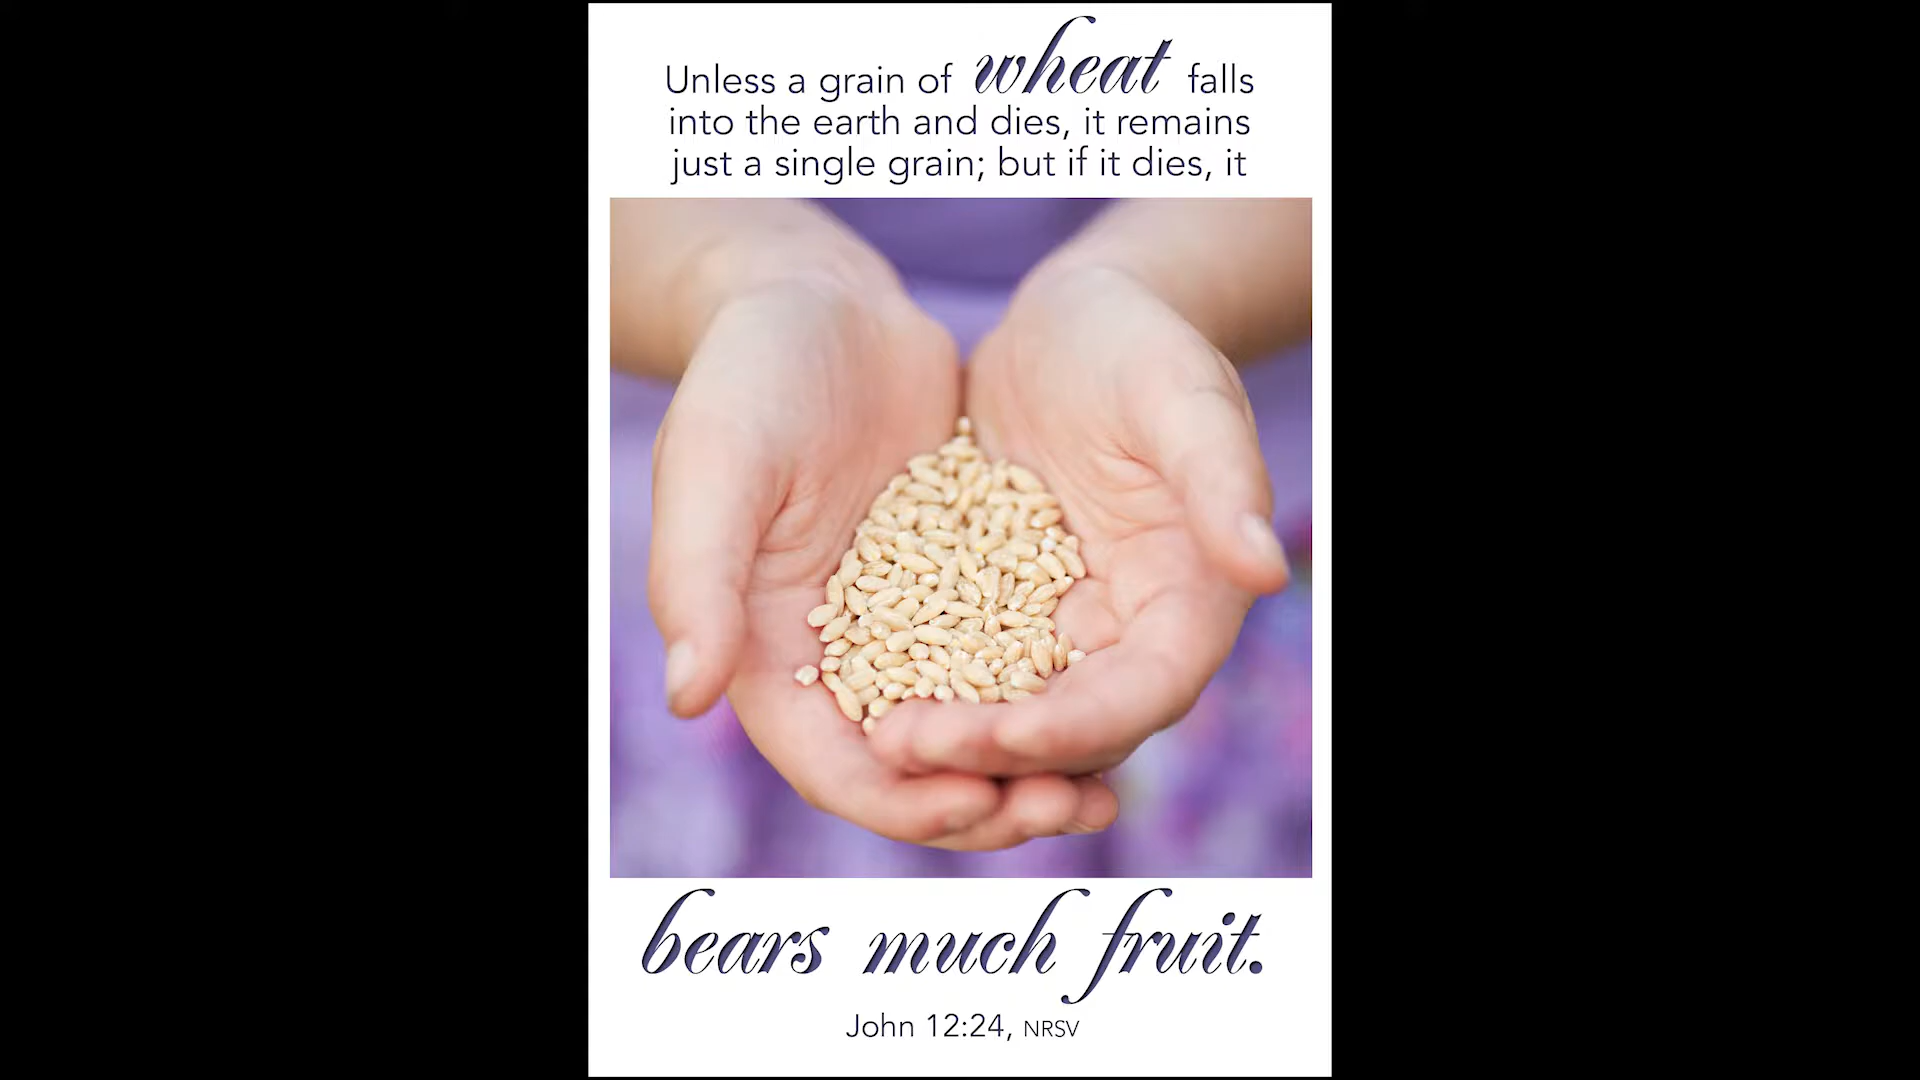 Unless a grain of wheat falls
into the earth and dies, it remains
just a single grain; but if it dies, it
bears much fruit.
John 12:24, NRSV